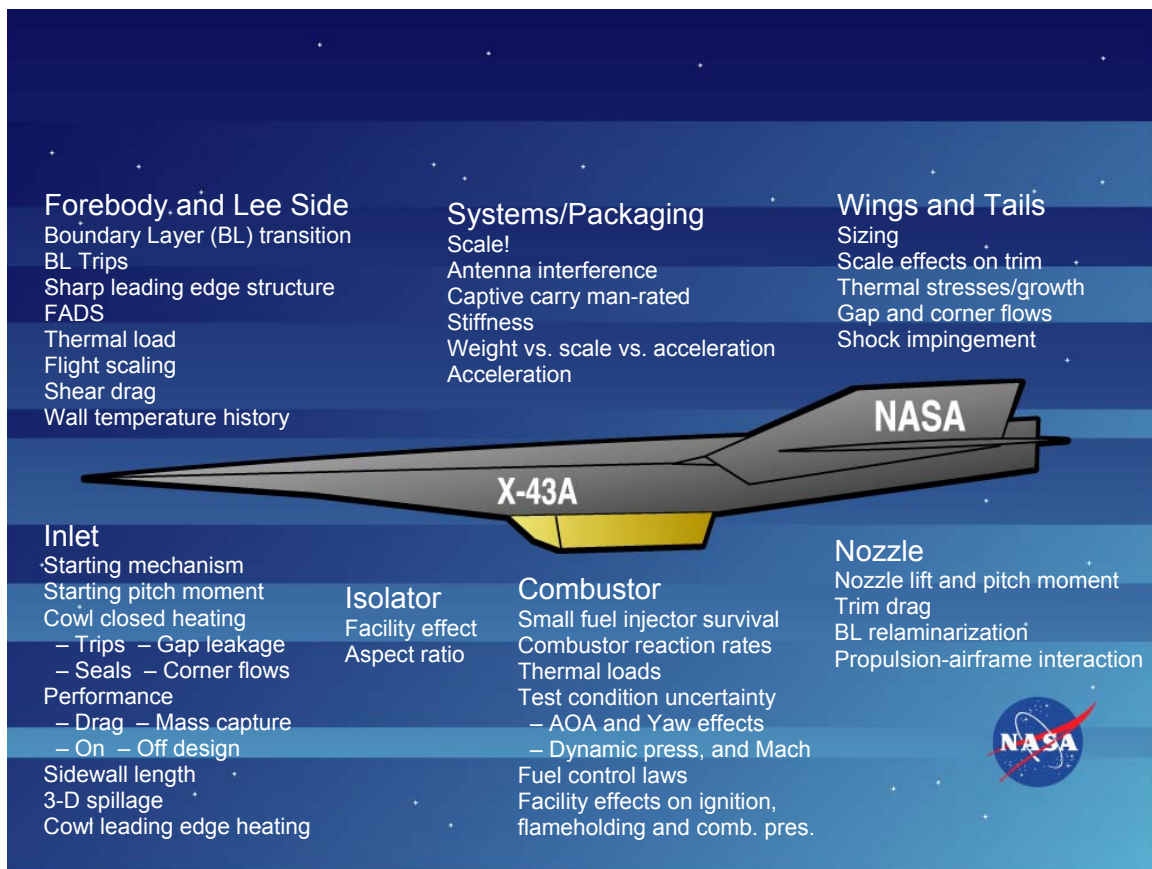 Forebody and Lee Side
Boundary Layer (BL) transition
BL Trips
Sharp leading edge structure
FADS
Thermal load
Flight scaling
Shear drag
Wall temperature history
Systems/Packaging
Scale!
Antenna interference
Captive carry man-rated
Stiffness
Weight vs. scale vs. acceleration
Acceleration
Wings and Tails
Sizing
Scale effects on trim
Thermal stresses/growth
Gap and corner flows
Shock impingement
NASA
X-43A
Inlet
Starting mechanism
Starting pitch moment
Cowl closed heating
– Trips – Gap leakage
– Seals – Corner flows
Performance
– Drag – Mass capture
– On – Off design
Sidewall length
3-D spillage
Cowl leading edge heating
Isolator
Facility effect
Aspect ratio
Combustor
Small fuel injector survival
Combustor reaction rates
Thermal loads
Test condition uncertainty
– AOA and Yaw effects
– Dynamic press, and Mach
Fuel control laws
Facility effects on ignition,
flameholding and comb. pres.
Nozzle
Nozzle lift and pitch moment
Trim drag
BL relaminarization
Propulsion-airframe interaction
NASA